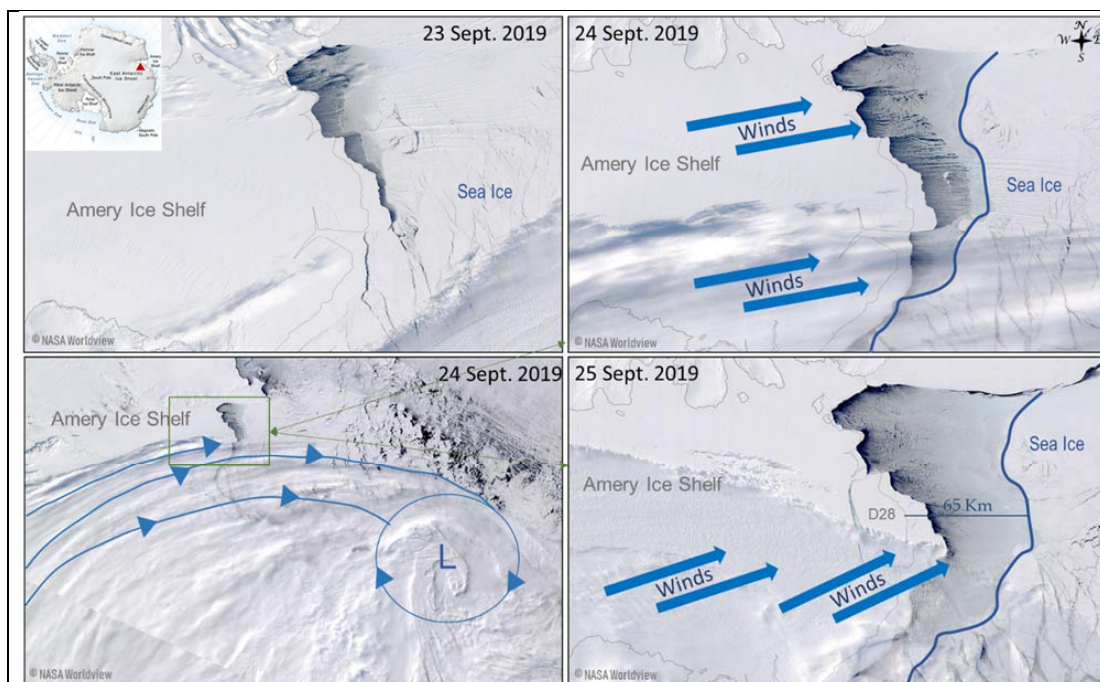 23 Sept. 2019
Amery Ice Shelf
Sea Ice
© NASA Worldview
24 Sept. 2019
N
W E
S
Winds
Amery Ice Shelf
Sea Ice
Winds
© NASA Worldview
24 Sept. 2019
Amery Ice Shelf
L
© NASA Worldview
25 Sept. 2019
Sea Ice
Amery Ice Shelf
D28
65 Km
Winds
Winds
© NASA Worldview